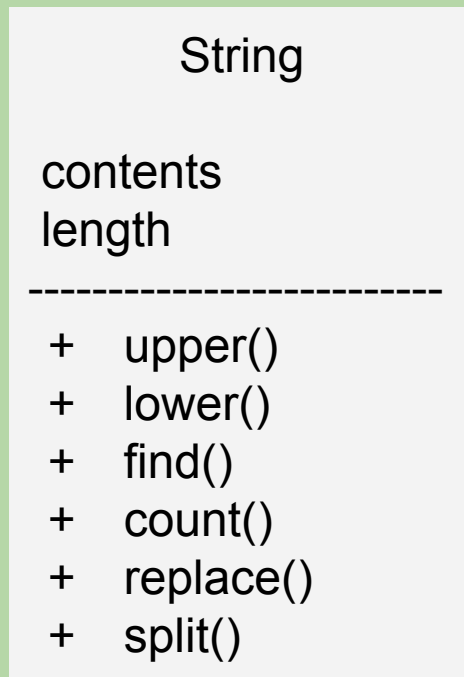 String
contents
length
--------------------------
+ upper()
+ lower()
+ find()
+ count()
+ replace()
+ split()